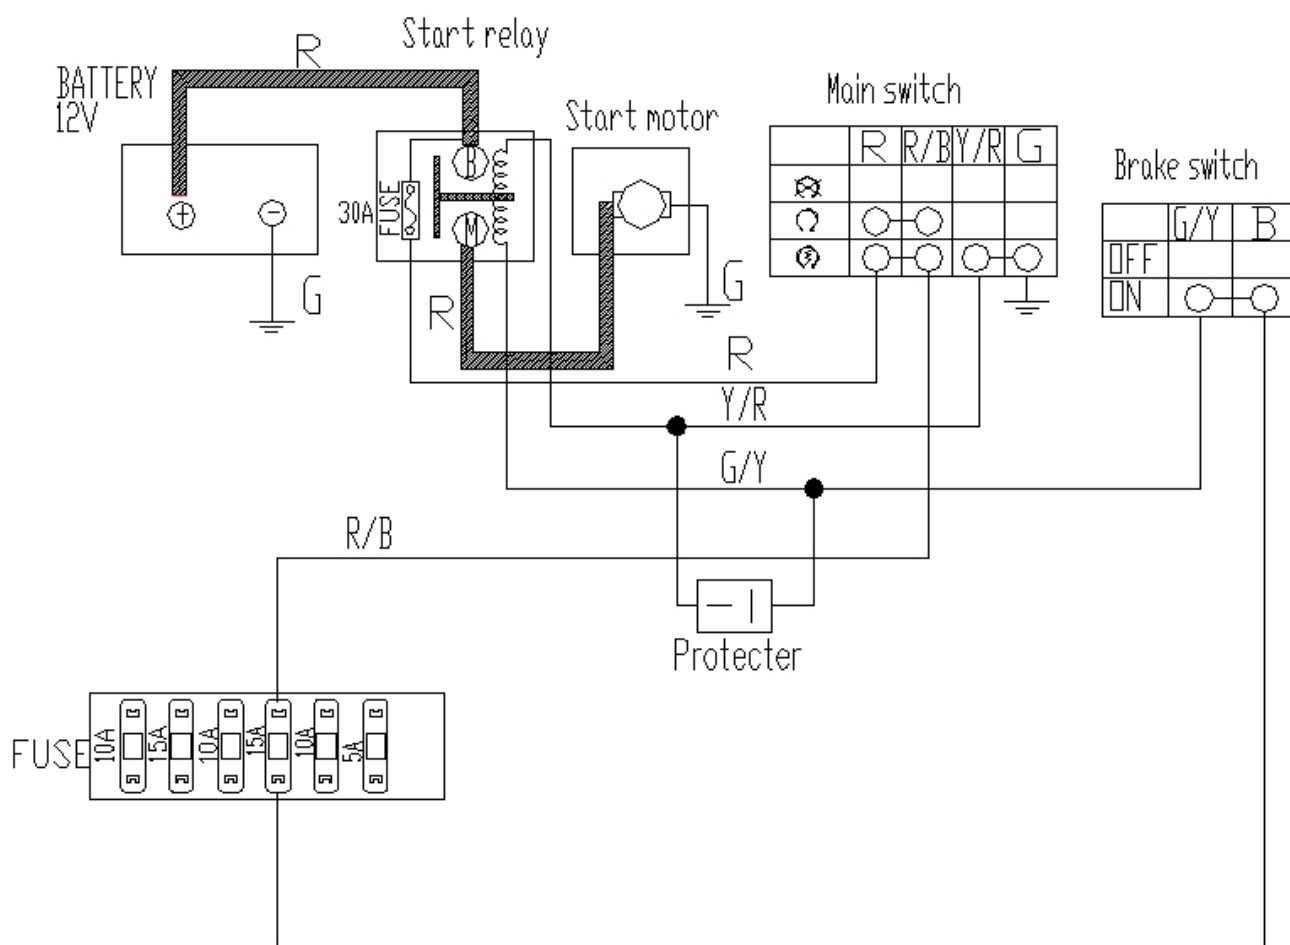 Start relay
R
BATTERY
12V
Start motor
Main switch
Brake switch
R R/B Y/R G
G/Y B
OFF
ON
B
FUSE
30A
M
G
R
G
R
Y/R
G/Y
R/B
Protecter
FUSE
10A 15A 10A 15A 10A 5A